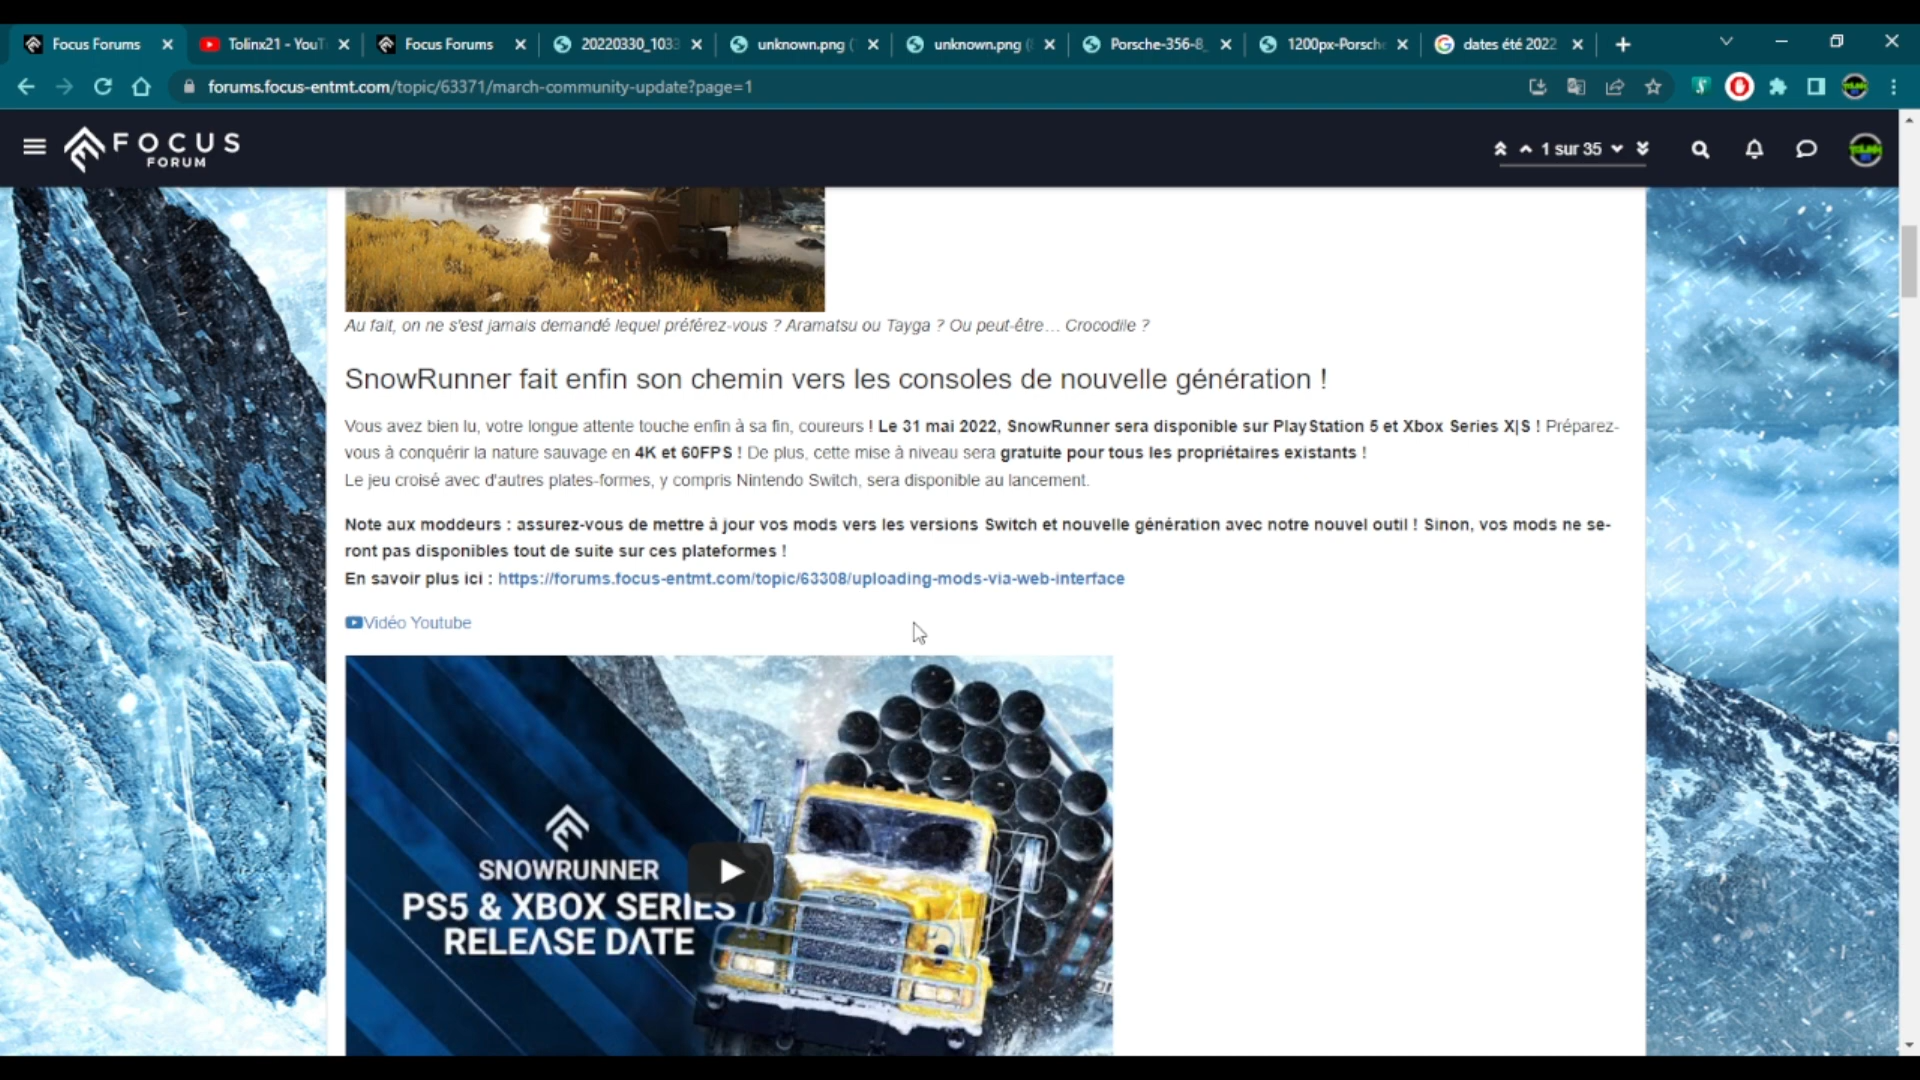 Focus Forums
Tolinx21 - YouT
Focus Forums
20220330_1033
unknown.png (
unknown.png (
Porsche-356-8
1200px-Porsch
dates été 2022
forums.focus-entmt.com/topic/63371/march-community-update?page=1
FOCUS
FORUM
1 sur 35
Au fait, on ne s'est jamais demandé lequel préférez-vous ? Aramatsu ou Tayga ? Ou peut-être… Crocodile ?
SnowRunner fait enfin son chemin vers les consoles de nouvelle génération !
Vous avez bien lu, votre longue attente touche enfin à sa fin, coureurs ! Le 31 mai 2022, SnowRunner sera disponible sur PlayStation 5 et Xbox Series X|S ! Préparez-
vous à conquérir la nature sauvage en 4K et 60FPS ! De plus, cette mise à niveau sera gratuite pour tous les propriétaires existants !
Le jeu croisé avec d'autres plates-formes, y compris Nintendo Switch, sera disponible au lancement.
Note aux moddeurs : assurez-vous de mettre à jour vos mods vers les versions Switch et nouvelle génération avec notre nouvel outil ! Sinon, vos mods ne se-
ront pas disponibles tout de suite sur ces plateformes !
En savoir plus ici : https://forums.focus-entmt.com/topic/63308/uploading-mods-via-web-interface
Vidéo Youtube
SNOWRUNNER
PS5 & XBOX SERIES
RELEASE DATE